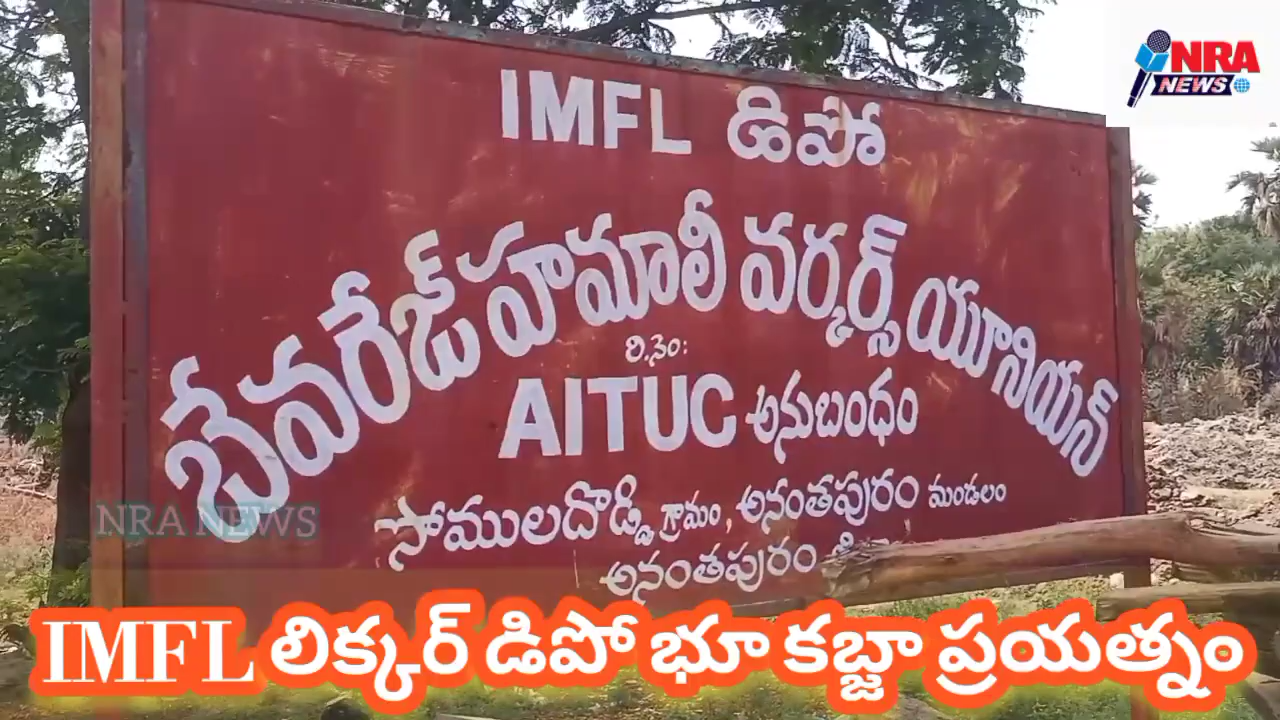 NRA
NEWS
IMFL డిపో
బేవరేజ్ హమాలీ వర్కర్స్ యూనియన్
రి.నెం:
AITUC అనుబంధం
సోములదొడ్డి గ్రామం, అనంతపురం మండలం
అనంతపురం
NRA NEWS
IMFL లిక్కర్ డిపో భూ కబ్జా ప్రయత్నం